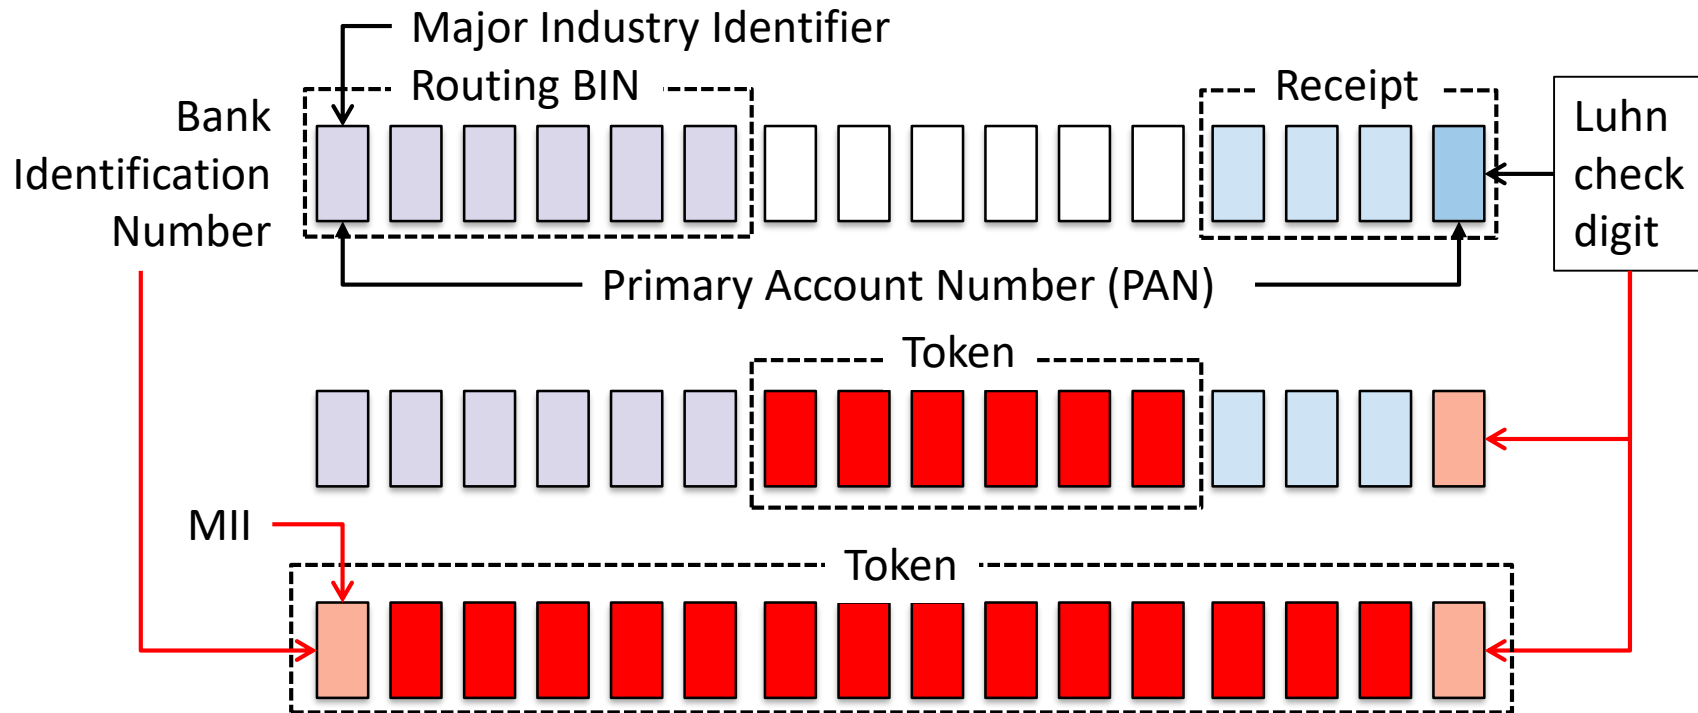 Major Industry Identifier
Routing BIN
Receipt
Bank
Identification
Number
Luhn
check
digit
Primary Account Number (PAN)
Token
MII
Token